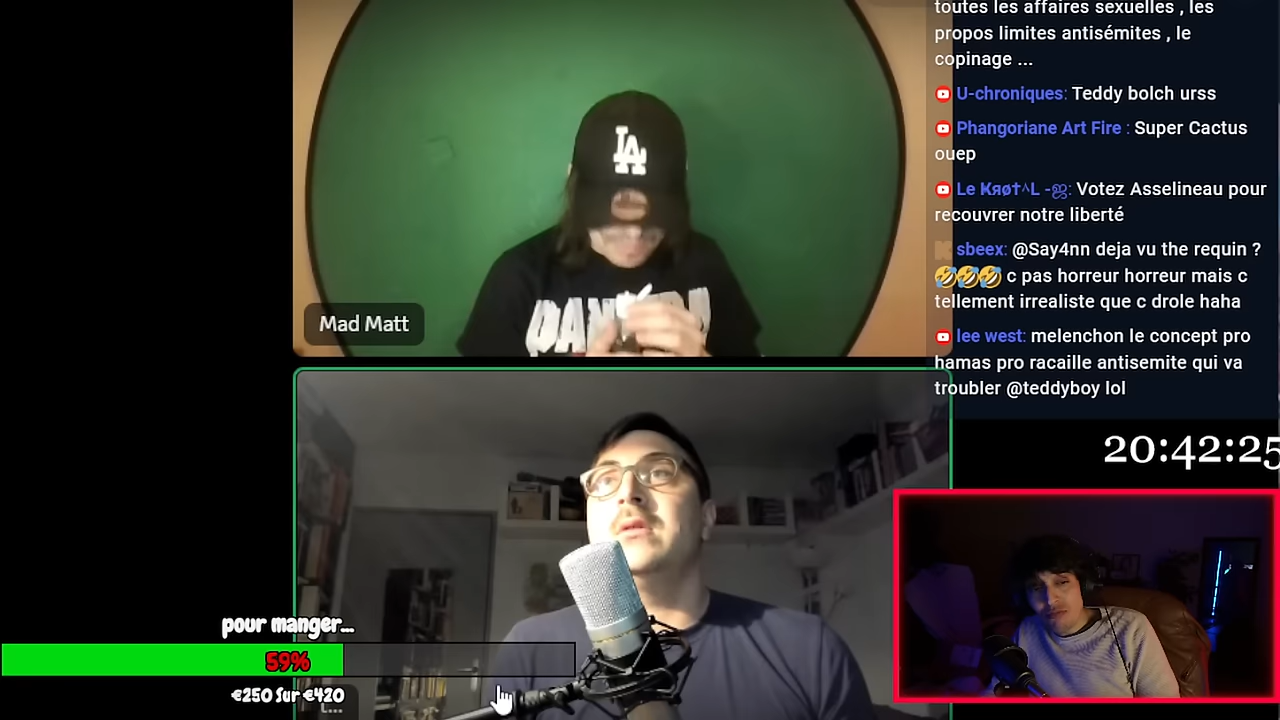 toutes les affaires sexuelles , les
propos limites antisémites , le
copinage ...
U-chroniques: Teddy bolch urss
Phangoriane Art Fire : Super Cactus
ouep
Le Kяøt^L -ஜ: Votez Asselineau pour
recouvrer notre liberté
sbeex: @Say4nn deja vu the requin ?
🤣🤣🤣 c pas horreur horreur mais c
tellement irrealiste que c drole haha
lee west: melenchon le concept pro
hamas pro racaille antisemite qui va
troubler @teddyboy lol
LA
Mad Matt
20:42:25
pour manger...
59%
€250 Sur €420